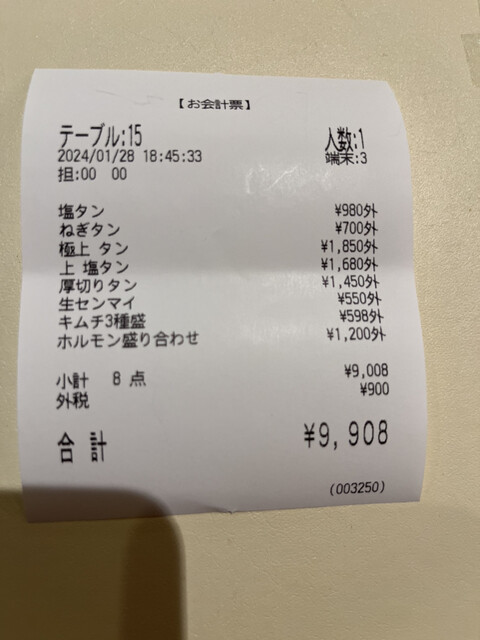 【お会計票】
テーブル:15 人数:1
2024/01/28 18:45:33 端末:3
担:00 00
塩タン ¥980外
ねぎタン ¥700外
極上 タン ¥1,850外
上 塩タン ¥1,680外
厚切りタン ¥1,450外
生センマイ ¥550外
キムチ3種盛 ¥598外
ホルモン盛り合わせ ¥1,200外
小計 8 点 ¥9,008
外税 ¥900
合 計 ¥9,908
(003250)